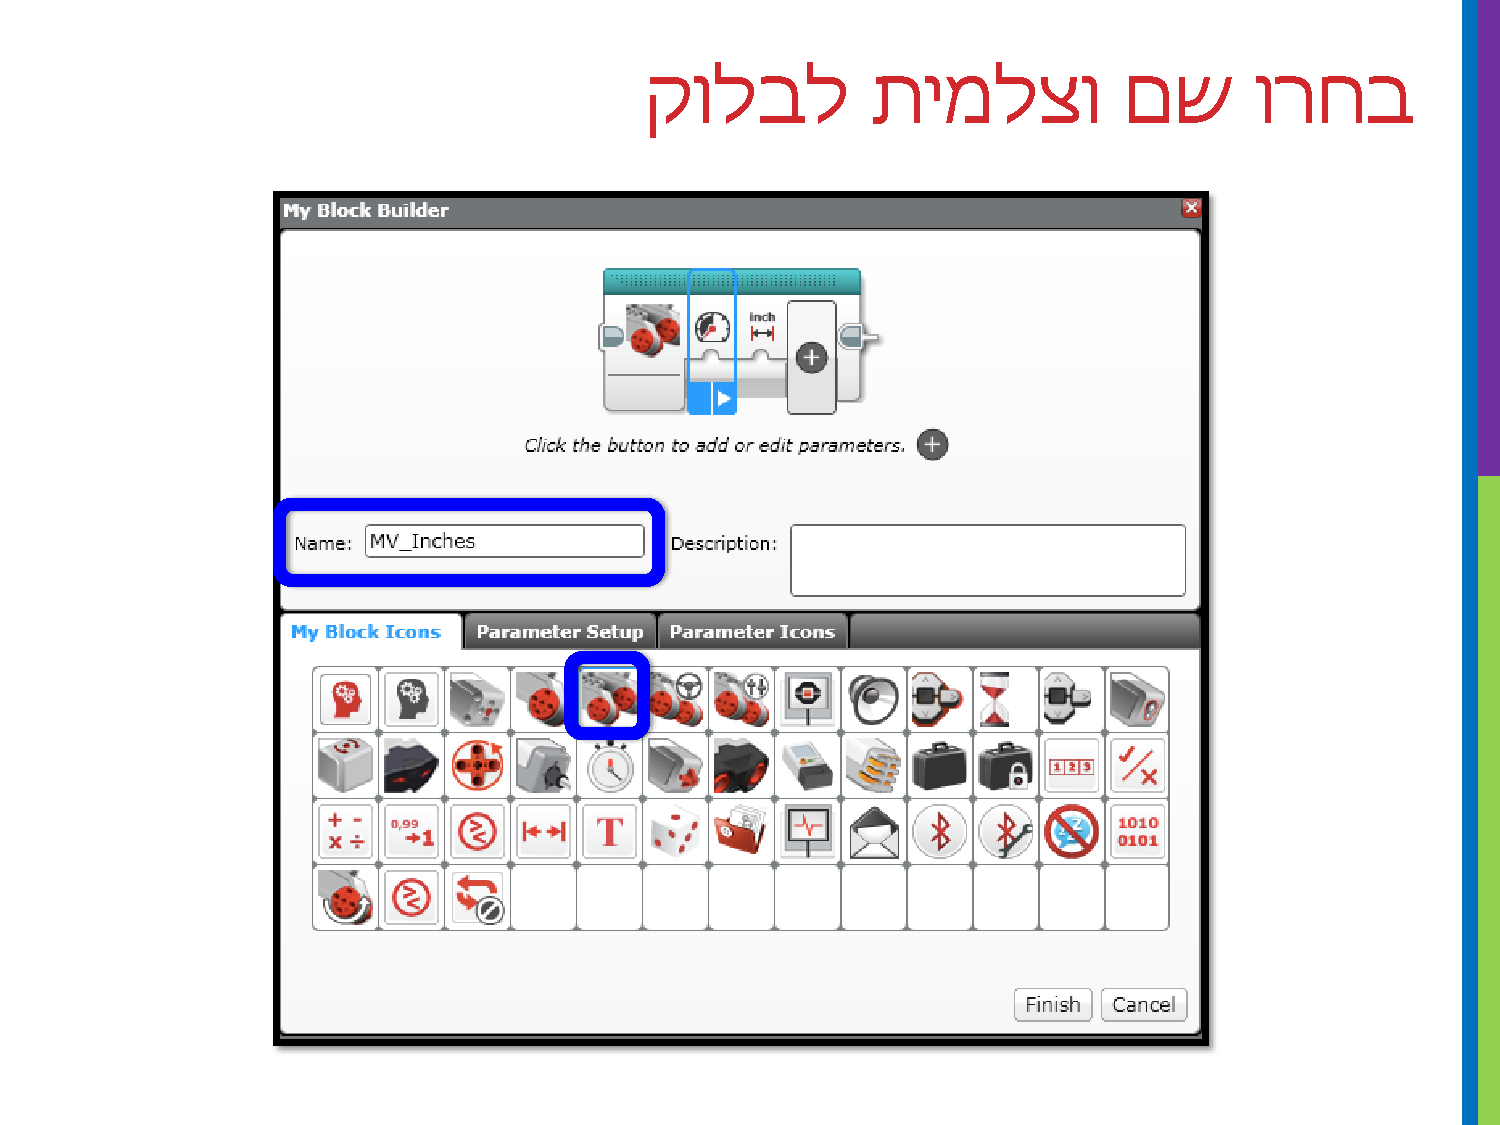 בחרו שם וצלמית לבלוק
My Block Builder
inch
Click the button to add or edit parameters.
Name: MV_Inches
Description:
My Block Icons Parameter Setup Parameter Icons
1 2 3
+ - x ÷
0,99 →1
T
zz
1010
0101
Finish Cancel